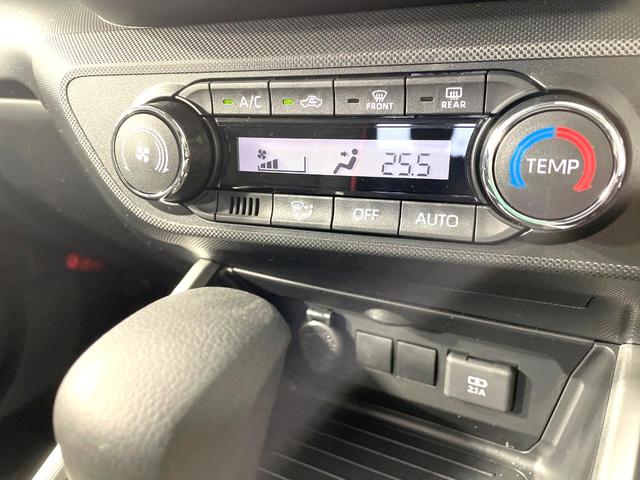 A/C
FRONT
REAR
25.5
TEMP
OFF
AUTO
2.1A